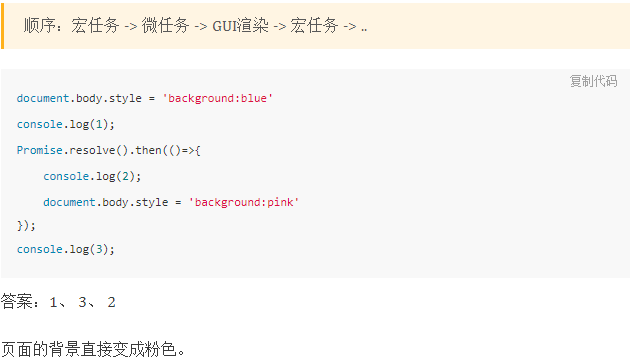 顺序：宏任务 -> 微任务 -> GUI渲染 -> 宏任务 -> ..
复制代码
document.body.style = 'background:blue'
console.log(1);
Promise.resolve().then(()=>{
    console.log(2);
    document.body.style = 'background:pink'
});
console.log(3);
答案：1、 3、 2
页面的背景直接变成粉色。